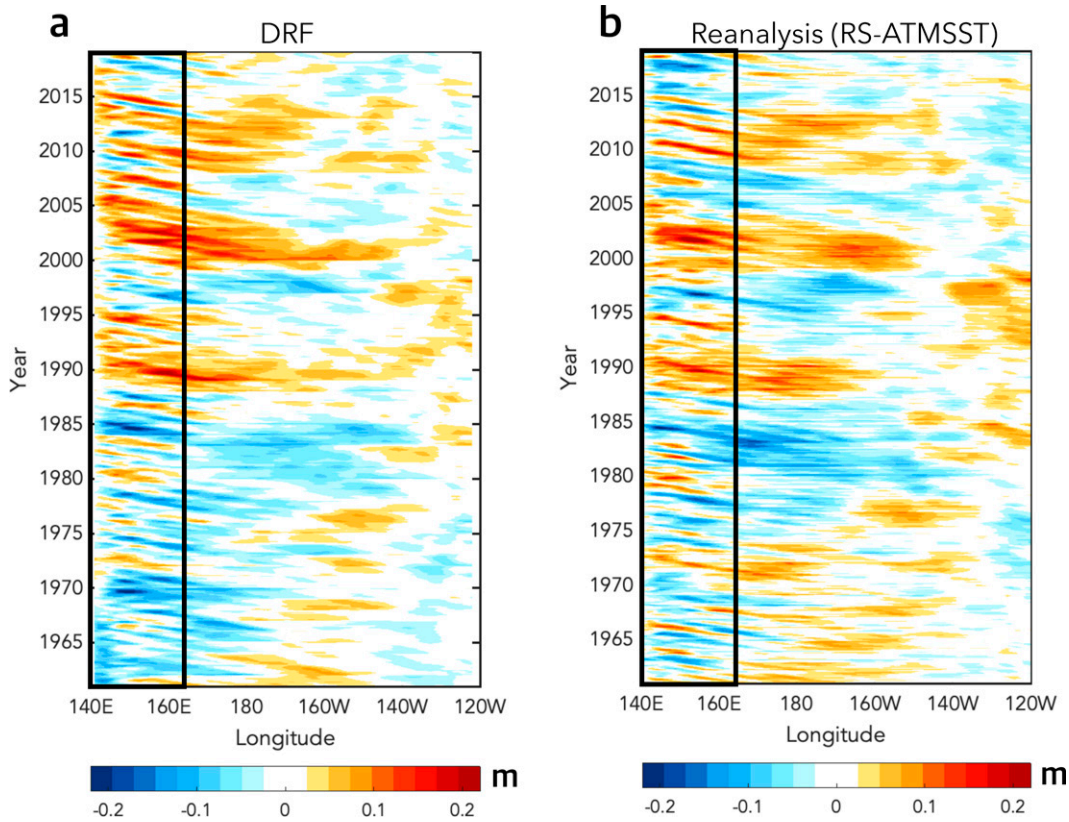 a
DRF
2015
2010
2005
2000
1995
1990
1985
1980
1975
1970
1965
Year
140E 160E 180 160W 140W 120W
Longitude
-0.2 -0.1 0 0.1 0.2
m
b
Reanalysis (RS-ATMSST)
2015
2010
2005
2000
1995
1990
1985
1980
1975
1970
1965
Year
140E 160E 180 160W 140W 120W
Longitude
-0.2 -0.1 0 0.1 0.2
m